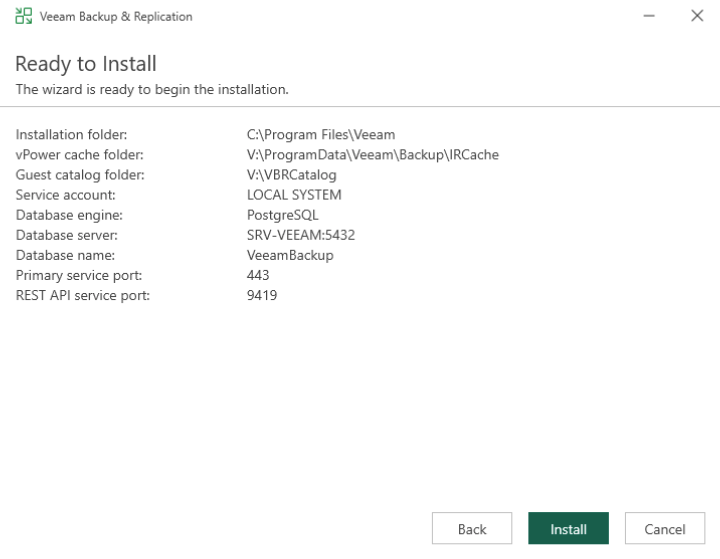 Veeam Backup & Replication
Ready to Install
The wizard is ready to begin the installation.
Installation folder: C:\Program Files\Veeam
vPower cache folder: V:\ProgramData\Veeam\Backup\IRCache
Guest catalog folder: V:\VBRCatalog
Service account: LOCAL SYSTEM
Database engine: PostgreSQL
Database server: SRV-VEEAM:5432
Database name: VeeamBackup
Primary service port: 443
REST API service port: 9419
Back Install Cancel